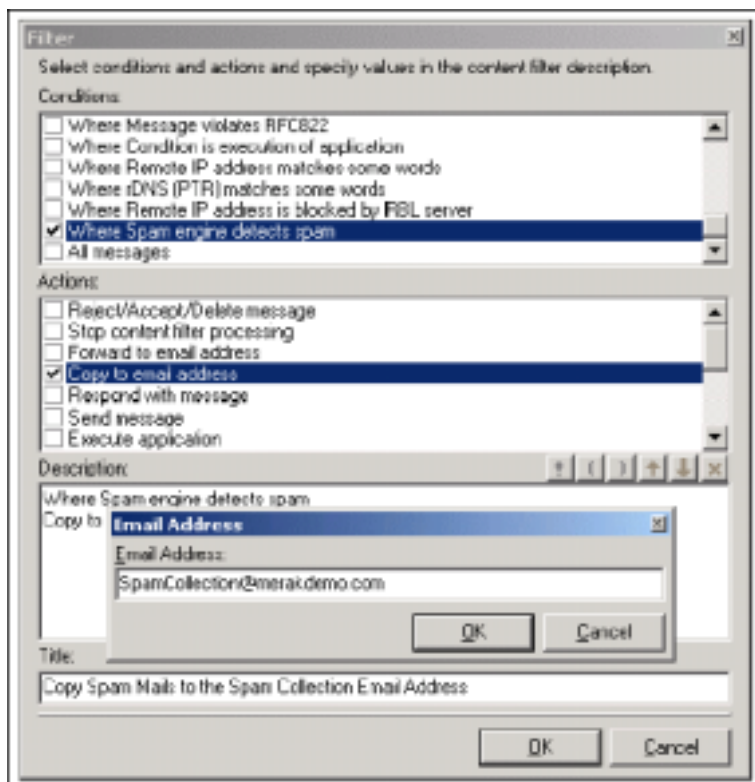 Filter
Select conditions and actions and specify values in the content filter description.
Conditions:
Where Message violates RFC822
Where Condition is execution of application
Where Remote IP address matches some words
Where rDNS (PTR) matches some words
Where Remote IP address is blocked by RBL server
Where Spam engine detects spam
All messages
Actions:
Reject/Accept/Delete message
Stop content filter processing
Forward to email address
Copy to email address
Respond with message
Send message
Execute application
Description:
! ( )
Where Spam engine detects spam
Copy to
Email Address
Email Address:
SpamCollection@merakdemo.com
OK Cancel
Title:
Copy Spam Mails to the Spam Collection Email Address
OK Cancel